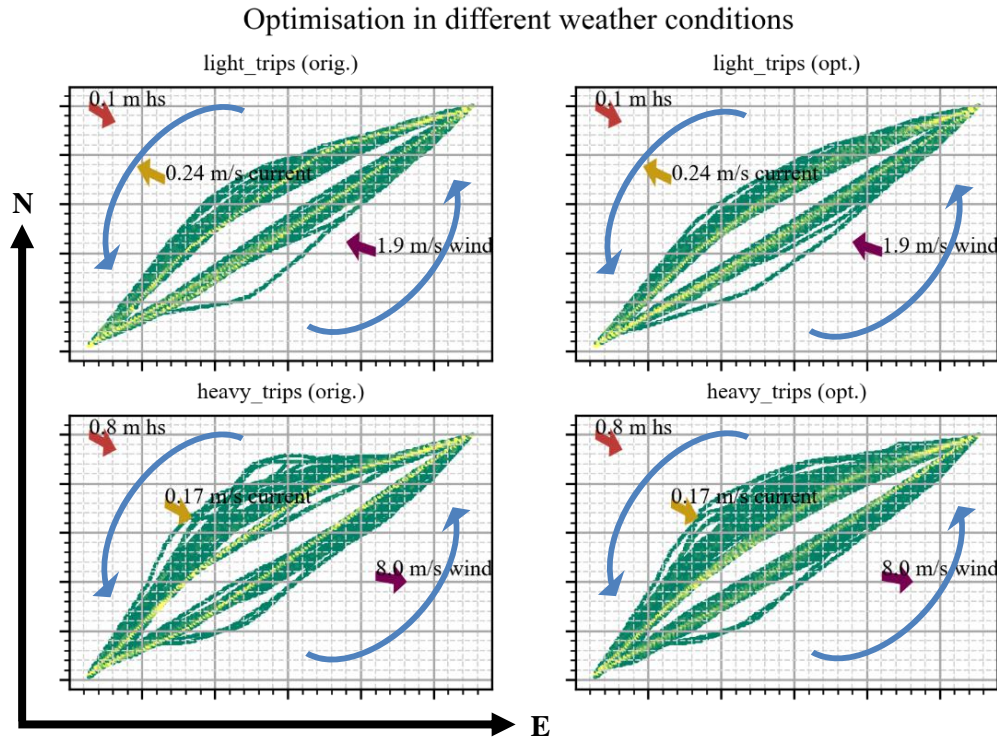 Optimisation in different weather conditions
light_trips (orig.)
light_trips (opt.)
0.1 m hs
0.1 m hs
0.24 m/s current
0.24 m/s current
N
1.9 m/s wind
1.9 m/s wind
heavy_trips (orig.)
heavy_trips (opt.)
0.8 m hs
0.8 m hs
0.17 m/s current
0.17 m/s current
8.0 m/s wind
8.0 m/s wind
E